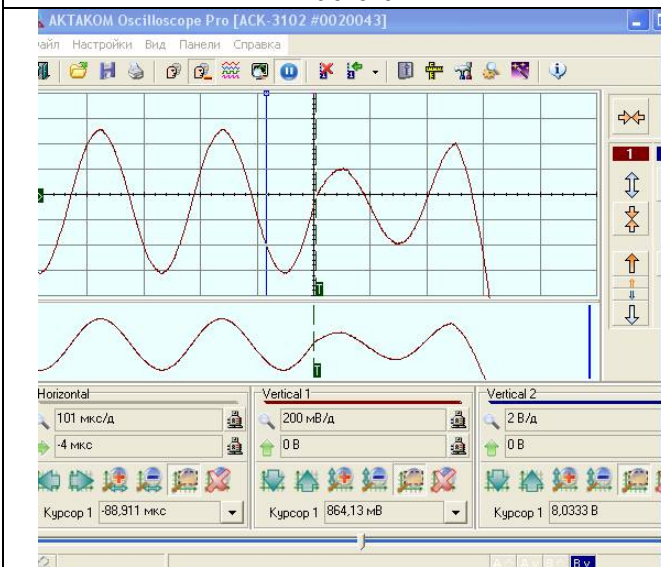 AKTAKOM Oscilloscope Pro [ACK-3102 #0020043]
айл Настройки Вид Панели Справка
1
T
T
Horizontal Vertical 1 Vertical 2
101 мкс/д 200 мВ/д 2 В/д
-4 мкс 0 В 0 В
Курсор 1 -88,911 мкс Курсор 1 864,13 мВ Курсор 1 8,0333 В
B v